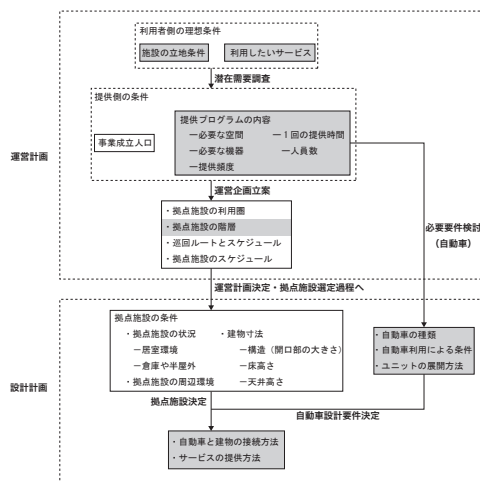 利用者側の理想条件
施設の立地条件
利用したいサービス
潜在需要調査
提供側の条件
事業成立人口
提供プログラムの内容
ー必要な空間 ー1回の提供時間
ー必要な機器 ー人員数
ー提供頻度
運営計画
運営企画立案
・拠点施設の利用圏
・拠点施設の階層
・巡回ルートとスケジュール
・拠点施設のスケジュール
必要要件検討
（自動車）
運営計画決定・拠点施設選定過程へ
拠点施設の条件
・拠点施設の状況 ・建物寸法
ー居室環境 ー構造（開口部の大きさ）
ー倉庫や半屋外 ー床高さ
・拠点施設の周辺環境 ー天井高さ
・自動車の種類
・自動車利用による条件
・ユニットの展開方法
設計計画
拠点施設決定
自動車設計要件決定
・自動車と建物の接続方法
・サービスの提供方法